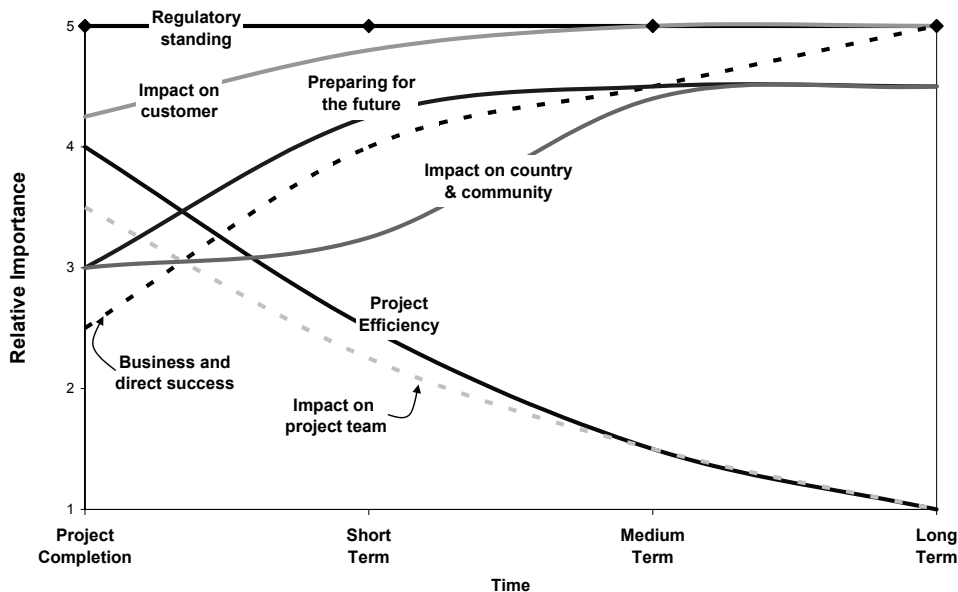 Regulatory
standing
Impact on
customer
Preparing for
the future
Impact on country
& community
Project
Efficiency
Business and
direct success
Impact on
project team
Relative Importance
5
4
3
2
1
Project
Completion
Short
Term
Medium
Term
Long
Term
Time